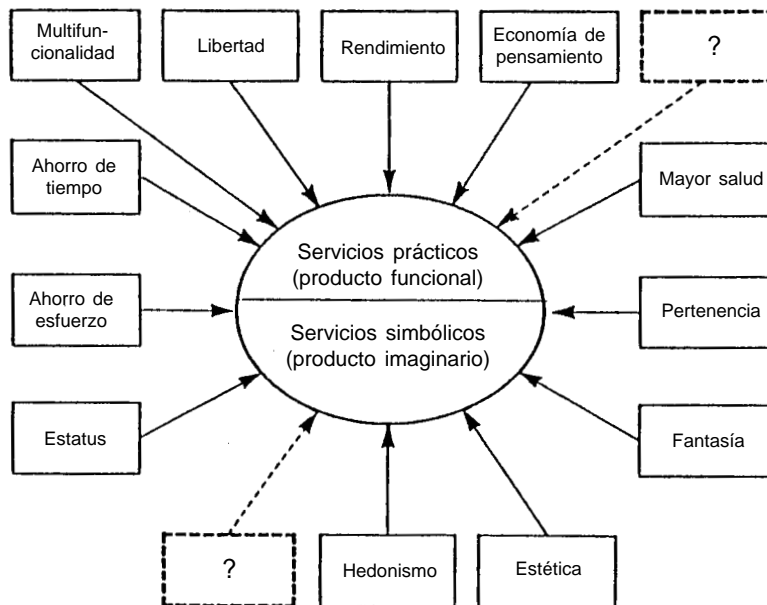 Multifun-
cionalidad
Libertad
Rendimiento
Economía de
pensamiento
?
Ahorro de
tiempo
Mayor salud
Servicios prácticos
(producto funcional)
Ahorro de
esfuerzo
Pertenencia
Servicios simbólicos
(producto imaginario)
Estatus
Fantasía
?
Hedonismo
Estética